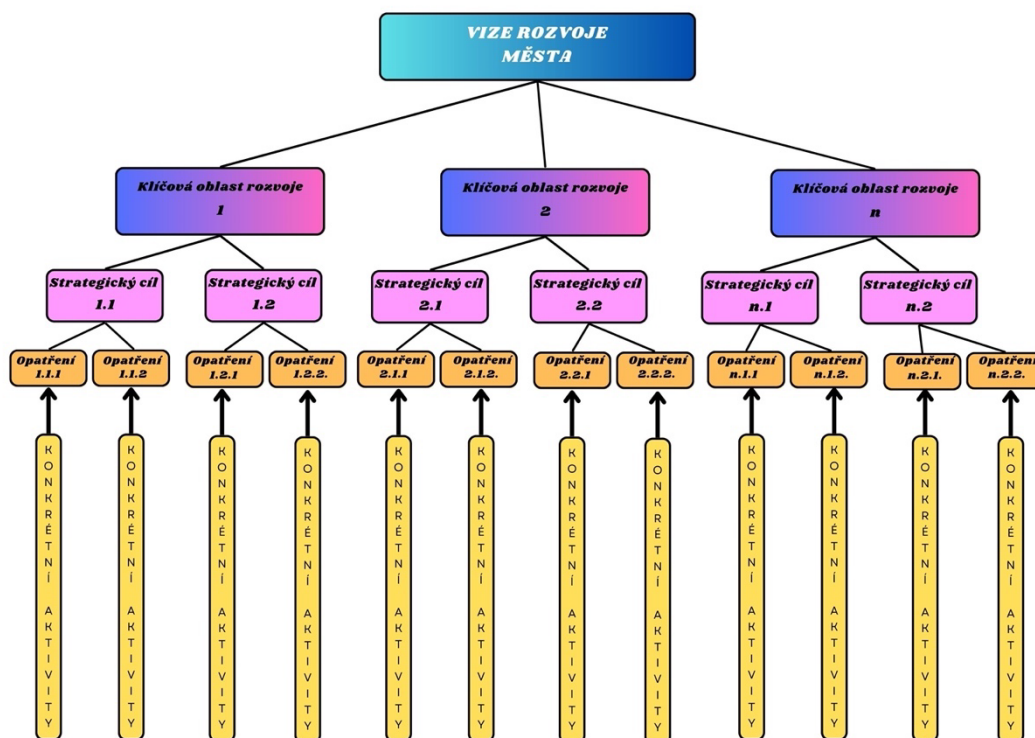 VIZE ROZVOJE
MĚSTA
Klíčová oblast rozvoje
1
Klíčová oblast rozvoje
2
Klíčová oblast rozvoje
n
Strategický cíl
1.1
Strategický cíl
1.2
Strategický cíl
2.1
Strategický cíl
2.2
Strategický cíl
n.1
Strategický cíl
n.2
Opatření
1.1.1
Opatření
1.1.2
Opatření
1.2.1
Opatření
1.2.2.
Opatření
2.1.1
Opatření
2.1.2.
Opatření
2.2.1
Opatření
2.2.2.
Opatření
n.1.1
Opatření
n.1.2.
Opatření
n.2.1.
Opatření
n.2.2.
KONKRÉTNÍ AKTIVITY
KONKRÉTNÍ AKTIVITY
KONKRÉTNÍ AKTIVITY
KONKRÉTNÍ AKTIVITY
KONKRÉTNÍ AKTIVITY
KONKRÉTNÍ AKTIVITY
KONKRÉTNÍ AKTIVITY
KONKRÉTNÍ AKTIVITY
KONKRÉTNÍ AKTIVITY
KONKRÉTNÍ AKTIVITY
KONKRÉTNÍ AKTIVITY
KONKRÉTNÍ AKTIVITY